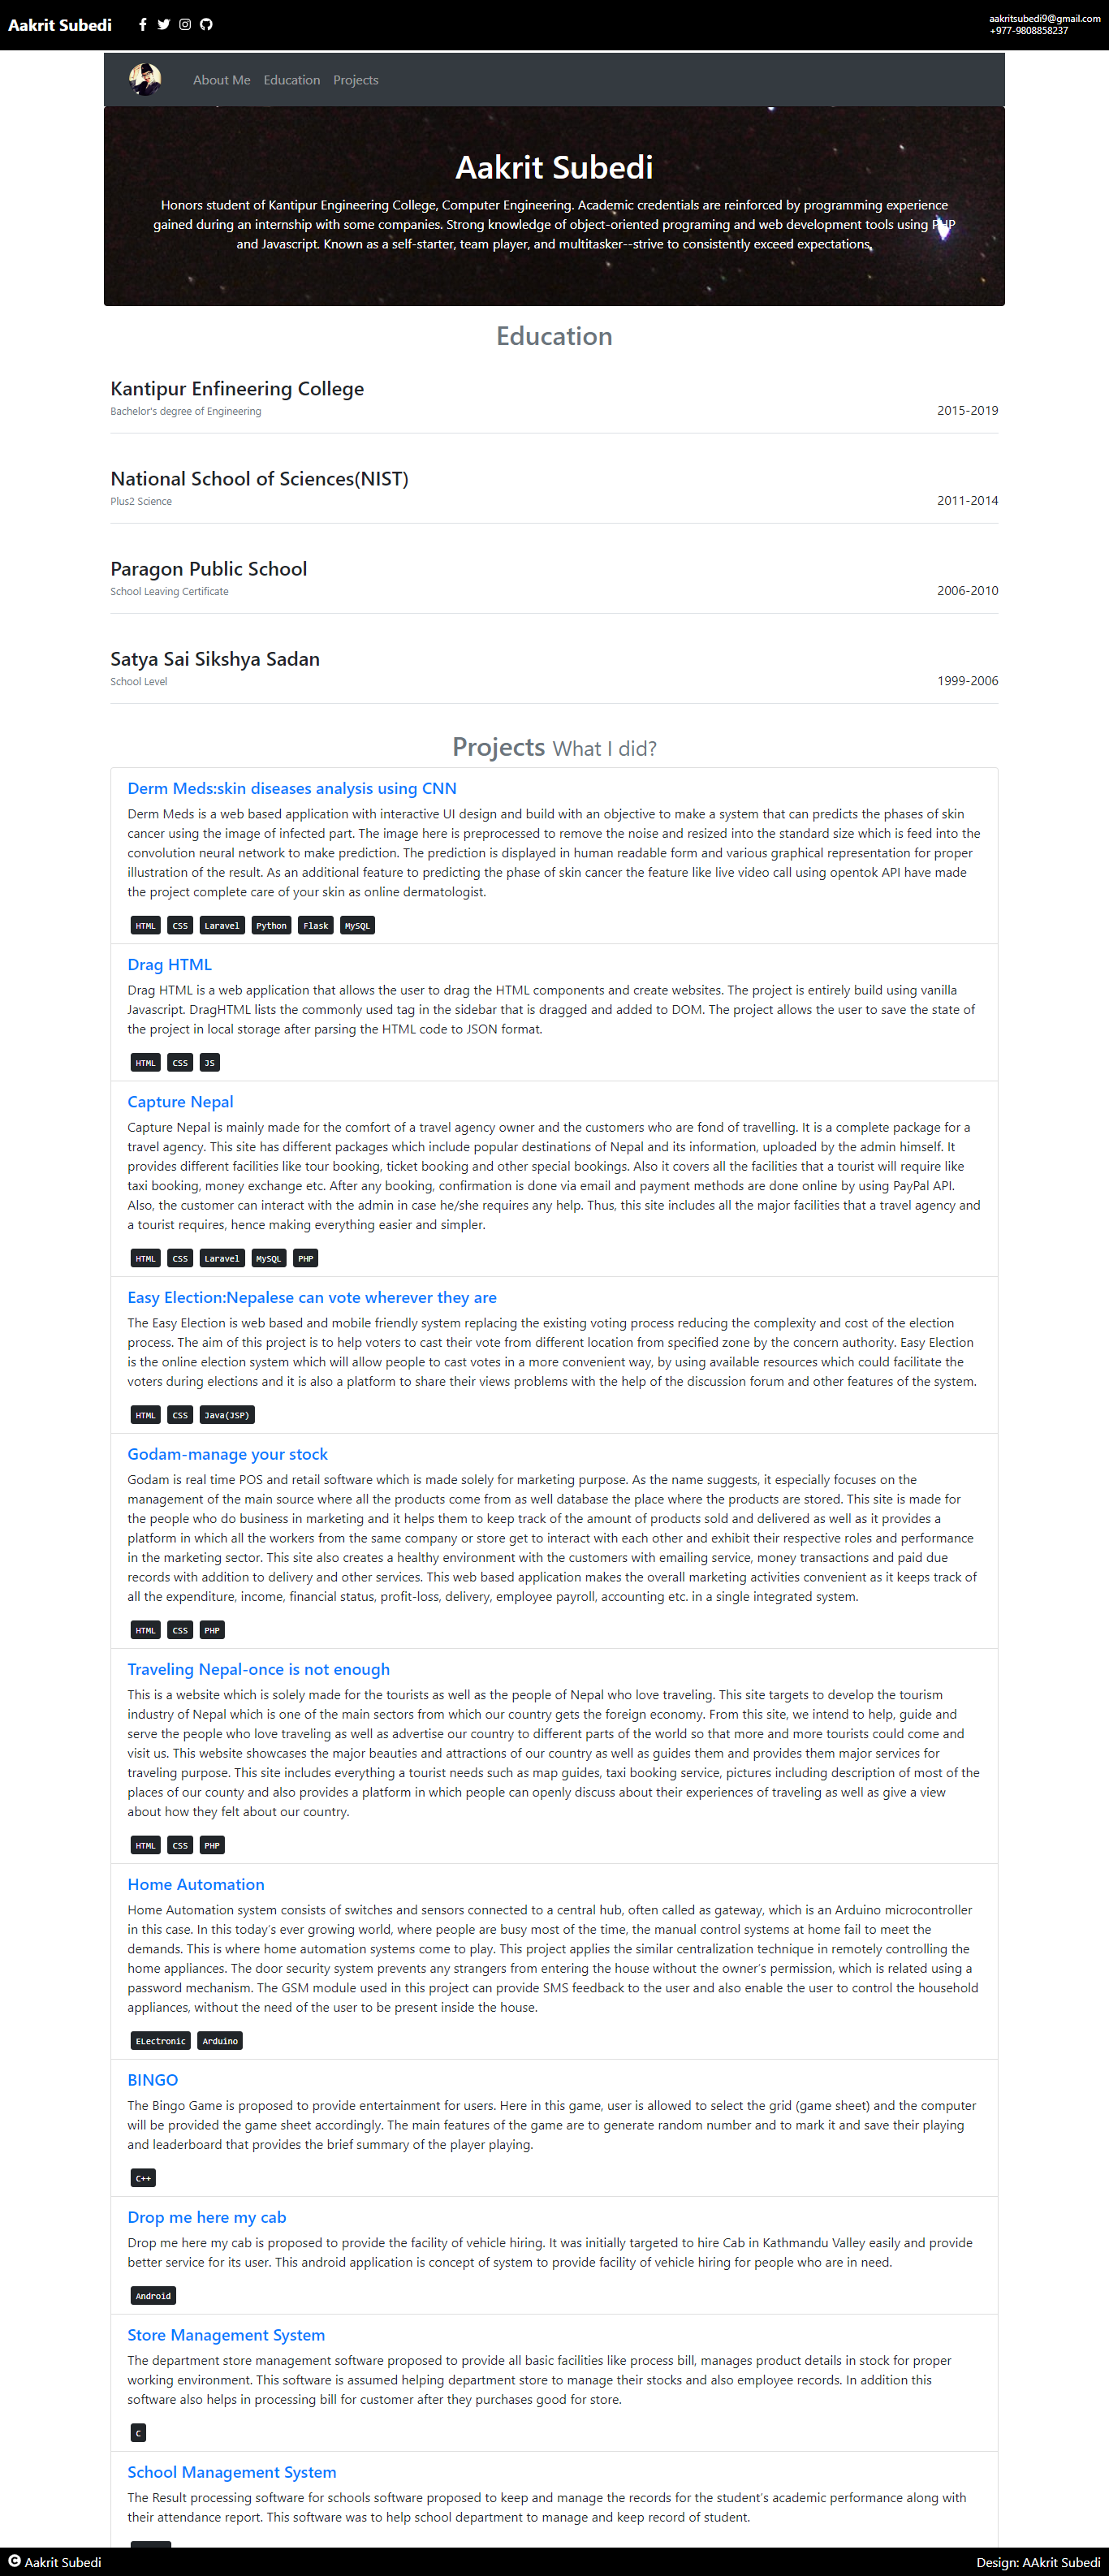 Aakrit Subedi
aakritsubedi9@gmail.com
+977-9808858237
About Me Education Projects
Aakrit Subedi
Honors student of Kantipur Engineering College, Computer Engineering. Academic credentials are reinforced by programming experience
gained during an internship with some companies. Strong knowledge of object-oriented programing and web development tools using PHP
and Javascript. Known as a self-starter, team player, and multitasker--strive to consistently exceed expectations.
Education
Kantipur Enfineering College
Bachelor's degree of Engineering
2015-2019
National School of Sciences(NIST)
Plus2 Science
2011-2014
Paragon Public School
School Leaving Certificate
2006-2010
Satya Sai Sikshya Sadan
School Level
1999-2006
Projects What I did?
Derm Meds:skin diseases analysis using CNN
Derm Meds is a web based application with interactive UI design and build with an objective to make a system that can predicts the phases of skin
cancer using the image of infected part. The image here is preprocessed to remove the noise and resized into the standard size which is feed into the
convolution neural network to make prediction. The prediction is displayed in human readable form and various graphical representation for proper
illustration of the result. As an additional feature to predicting the phase of skin cancer the feature like live video call using opentok API have made
the project complete care of your skin as online dermatologist.
HTML CSS Laravel Python Flask MySQL
Drag HTML
Drag HTML is a web application that allows the user to drag the HTML components and create websites. The project is entirely build using vanilla
Javascript. DragHTML lists the commonly used tag in the sidebar that is dragged and added to DOM. The project allows the user to save the state of
the project in local storage after parsing the HTML code to JSON format.
HTML CSS JS
Capture Nepal
Capture Nepal is mainly made for the comfort of a travel agency owner and the customers who are fond of travelling. It is a complete package for a
travel agency. This site has different packages which include popular destinations of Nepal and its information, uploaded by the admin himself. It
provides different facilities like tour booking, ticket booking and other special bookings. Also it covers all the facilities that a tourist will require like
taxi booking, money exchange etc. After any booking, confirmation is done via email and payment methods are done online by using PayPal API.
Also, the customer can interact with the admin in case he/she requires any help. Thus, this site includes all the major facilities that a travel agency and
a tourist requires, hence making everything easier and simpler.
HTML CSS Laravel MySQL PHP
Easy Election:Nepalese can vote wherever they are
The Easy Election is web based and mobile friendly system replacing the existing voting process reducing the complexity and cost of the election
process. The aim of this project is to help voters to cast their vote from different location from specified zone by the concern authority. Easy Election
is the online election system which will allow people to cast votes in a more convenient way, by using available resources which could facilitate the
voters during elections and it is also a platform to share their views problems with the help of the discussion forum and other features of the system.
HTML CSS Java(JSP)
Godam-manage your stock
Godam is real time POS and retail software which is made solely for marketing purpose. As the name suggests, it especially focuses on the
management of the main source where all the products come from as well database the place where the products are stored. This site is made for
the people who do business in marketing and it helps them to keep track of the amount of products sold and delivered as well as it provides a
platform in which all the workers from the same company or store get to interact with each other and exhibit their respective roles and performance
in the marketing sector. This site also creates a healthy environment with the customers with emailing service, money transactions and paid due
records with addition to delivery and other services. This web based application makes the overall marketing activities convenient as it keeps track of
all the expenditure, income, financial status, profit-loss, delivery, employee payroll, accounting etc. in a single integrated system.
HTML CSS PHP
Traveling Nepal-once is not enough
This is a website which is solely made for the tourists as well as the people of Nepal who love traveling. This site targets to develop the tourism
industry of Nepal which is one of the main sectors from which our country gets the foreign economy. From this site, we intend to help, guide and
serve the people who love traveling as well as advertise our country to different parts of the world so that more and more tourists could come and
visit us. This website showcases the major beauties and attractions of our country as well as guides them and provides them major services for
traveling purpose. This site includes everything a tourist needs such as map guides, taxi booking service, pictures including description of most of the
places of our county and also provides a platform in which people can openly discuss about their experiences of traveling as well as give a view
about how they felt about our country.
HTML CSS PHP
Home Automation
Home Automation system consists of switches and sensors connected to a central hub, often called as gateway, which is an Arduino microcontroller
in this case. In this today's ever growing world, where people are busy most of the time, the manual control systems at home fail to meet the
demands. This is where home automation systems come to play. This project applies the similar centralization technique in remotely controlling the
home appliances. The door security system prevents any strangers from entering the house without the owner's permission, which is related using a
password mechanism. The GSM module used in this project can provide SMS feedback to the user and also enable the user to control the household
appliances, without the need of the user to be present inside the house.
ELectronic Arduino
BINGO
The Bingo Game is proposed to provide entertainment for users. Here in this game, user is allowed to select the grid (game sheet) and the computer
will be provided the game sheet accordingly. The main features of the game are to generate random number and to mark it and save their playing
and leaderboard that provides the brief summary of the player playing.
C++
Drop me here my cab
Drop me here my cab is proposed to provide the facility of vehicle hiring. It was initially targeted to hire Cab in Kathmandu Valley easily and provide
better service for its user. This android application is concept of system to provide facility of vehicle hiring for people who are in need.
Android
Store Management System
The department store management software proposed to provide all basic facilities like process bill, manages product details in stock for proper
working environment. This software is assumed helping department store to manage their stocks and also employee records. In addition this
software also helps in processing bill for customer after they purchases good for store.
C
School Management System
The Result processing software for schools software proposed to keep and manage the records for the student's academic performance along with
their attendance report. This software was to help school department to manage and keep record of student.
Aakrit Subedi
Design: AAkrit Subedi